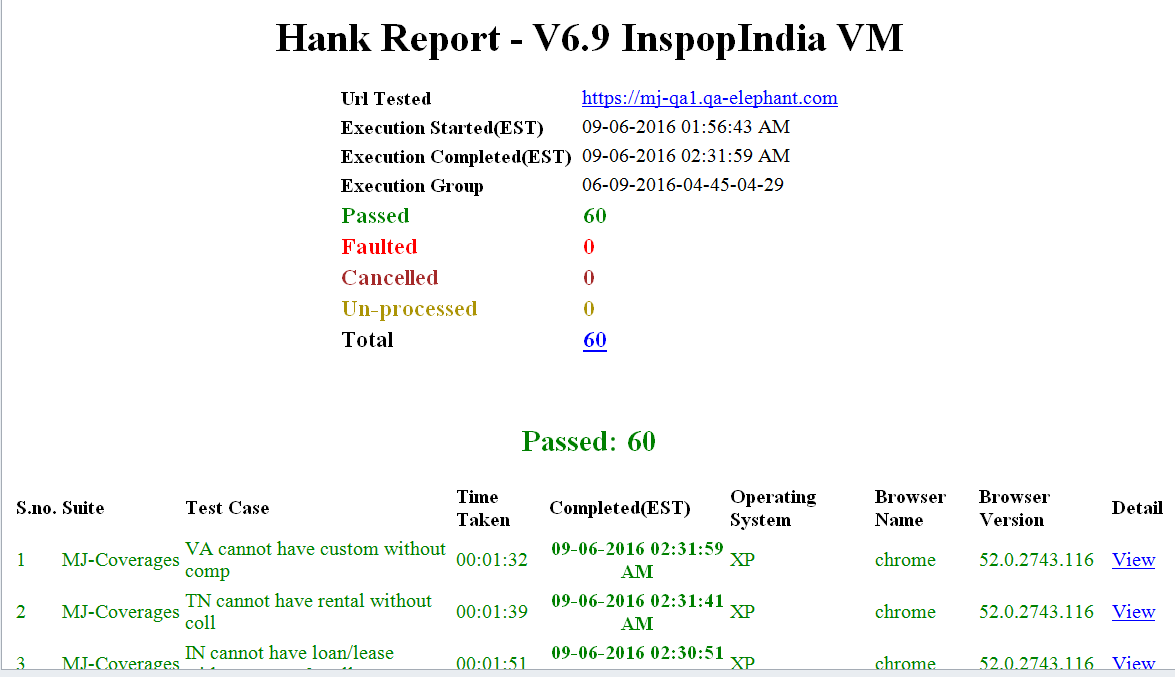 Hank Report - V6.9 InspopIndia VM
Url Tested https://mj-qa1.qa-elephant.com
Execution Started(EST) 09-06-2016 01:56:43 AM
Execution Completed(EST) 09-06-2016 02:31:59 AM
Execution Group 06-09-2016-04-45-04-29
Passed 60
Faulted 0
Cancelled 0
Un-processed 0
Total 60
Passed: 60
S.no. Suite Test Case Time Taken Completed(EST) Operating System Browser Name Browser Version Detail
1 MJ-Coverages VA cannot have custom without comp 00:01:32 09-06-2016 02:31:59 AM XP chrome 52.0.2743.116 View
2 MJ-Coverages TN cannot have rental without coll 00:01:39 09-06-2016 02:31:41 AM XP chrome 52.0.2743.116 View
3 MJ-Coverages IN cannot have loan/lease 00:01:51 09-06-2016 02:30:51 XP chrome 52.0.2743.116 View